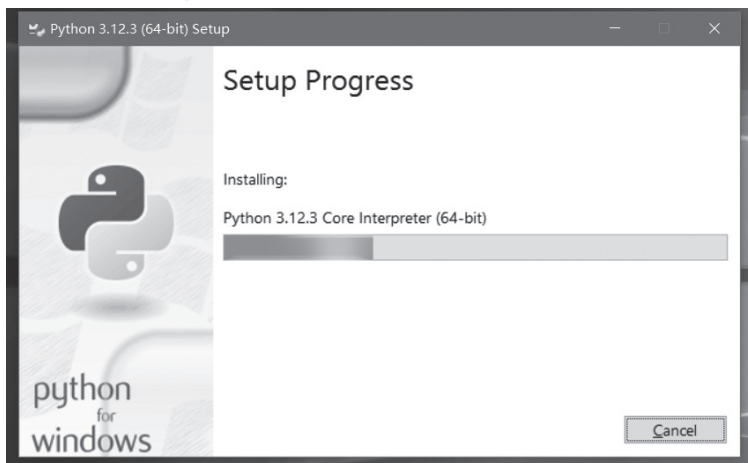 Python 3.12.3 (64-bit) Setup
Setup Progress
Installing:
Python 3.12.3 Core Interpreter (64-bit)
python
for
windows
Cancel